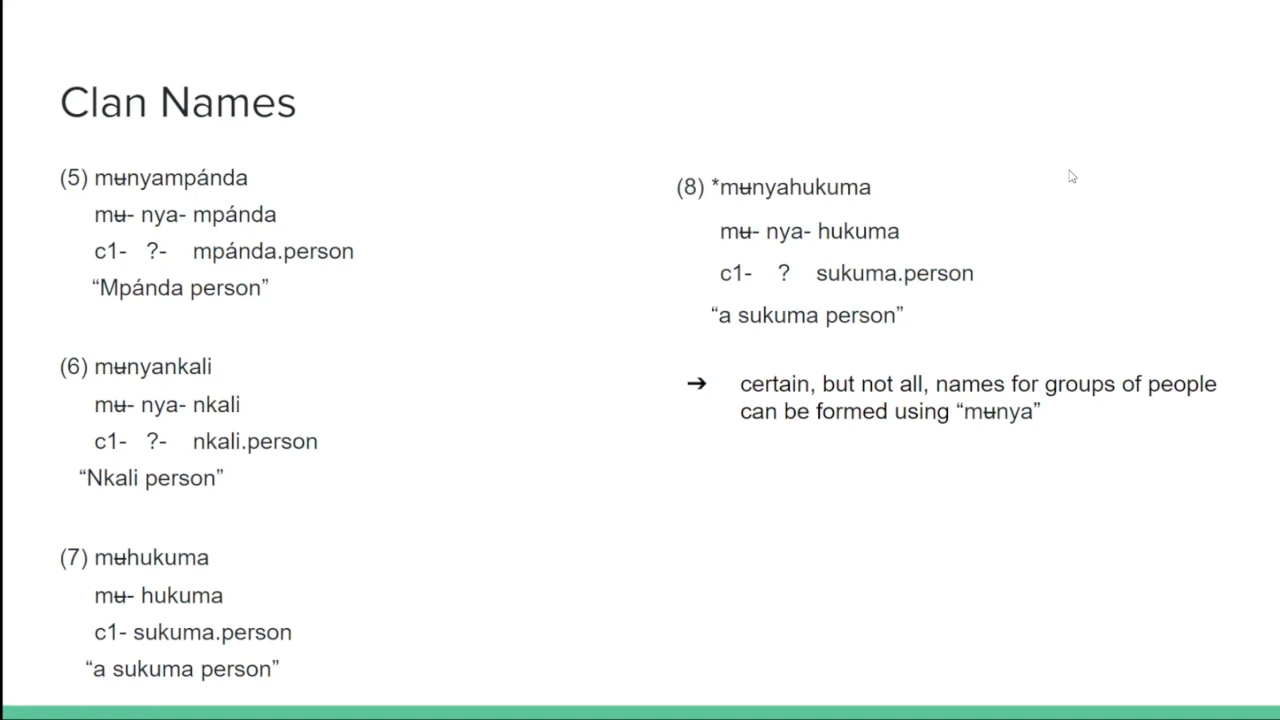 Clan Names
(5) mʉnyampánda
mʉ- nya- mpánda
c1- ?- mpánda.person
“Mpánda person”
(6) mʉnyankali
mʉ- nya- nkali
c1- ?- nkali.person
“Nkali person”
(7) mʉhukuma
mʉ- hukuma
c1- sukuma.person
“a sukuma person”
(8) *mʉnyahukuma
mʉ- nya- hukuma
c1- ? sukuma.person
“a sukuma person”
➔ certain, but not all, names for groups of people
can be formed using “mʉnya”